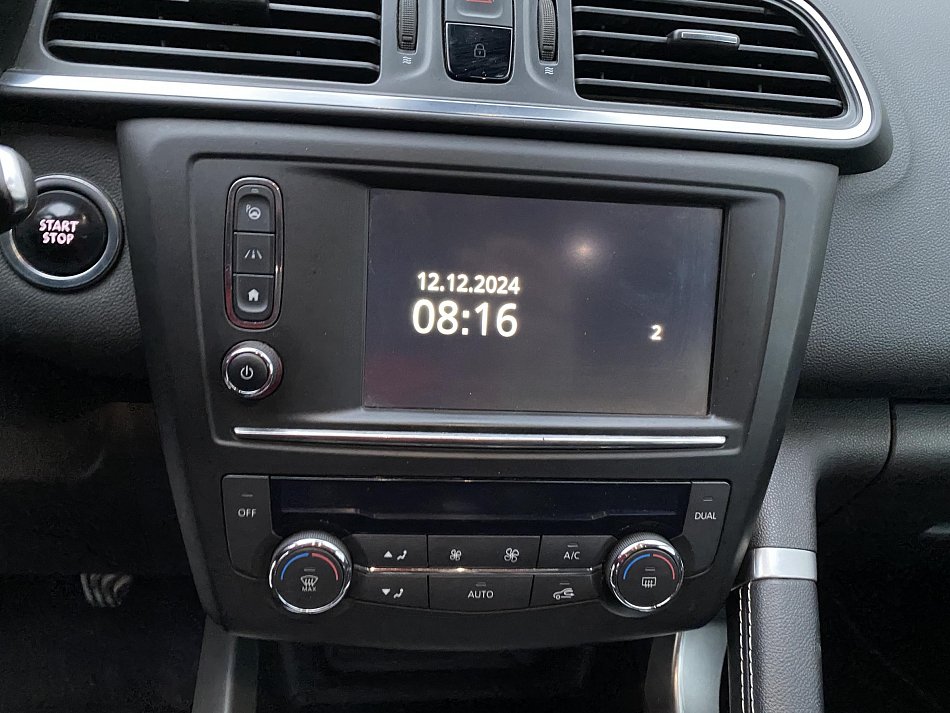 START
STOP
12.12.2024
08:16
2
OFF
DUAL
A/C
MAX
AUTO